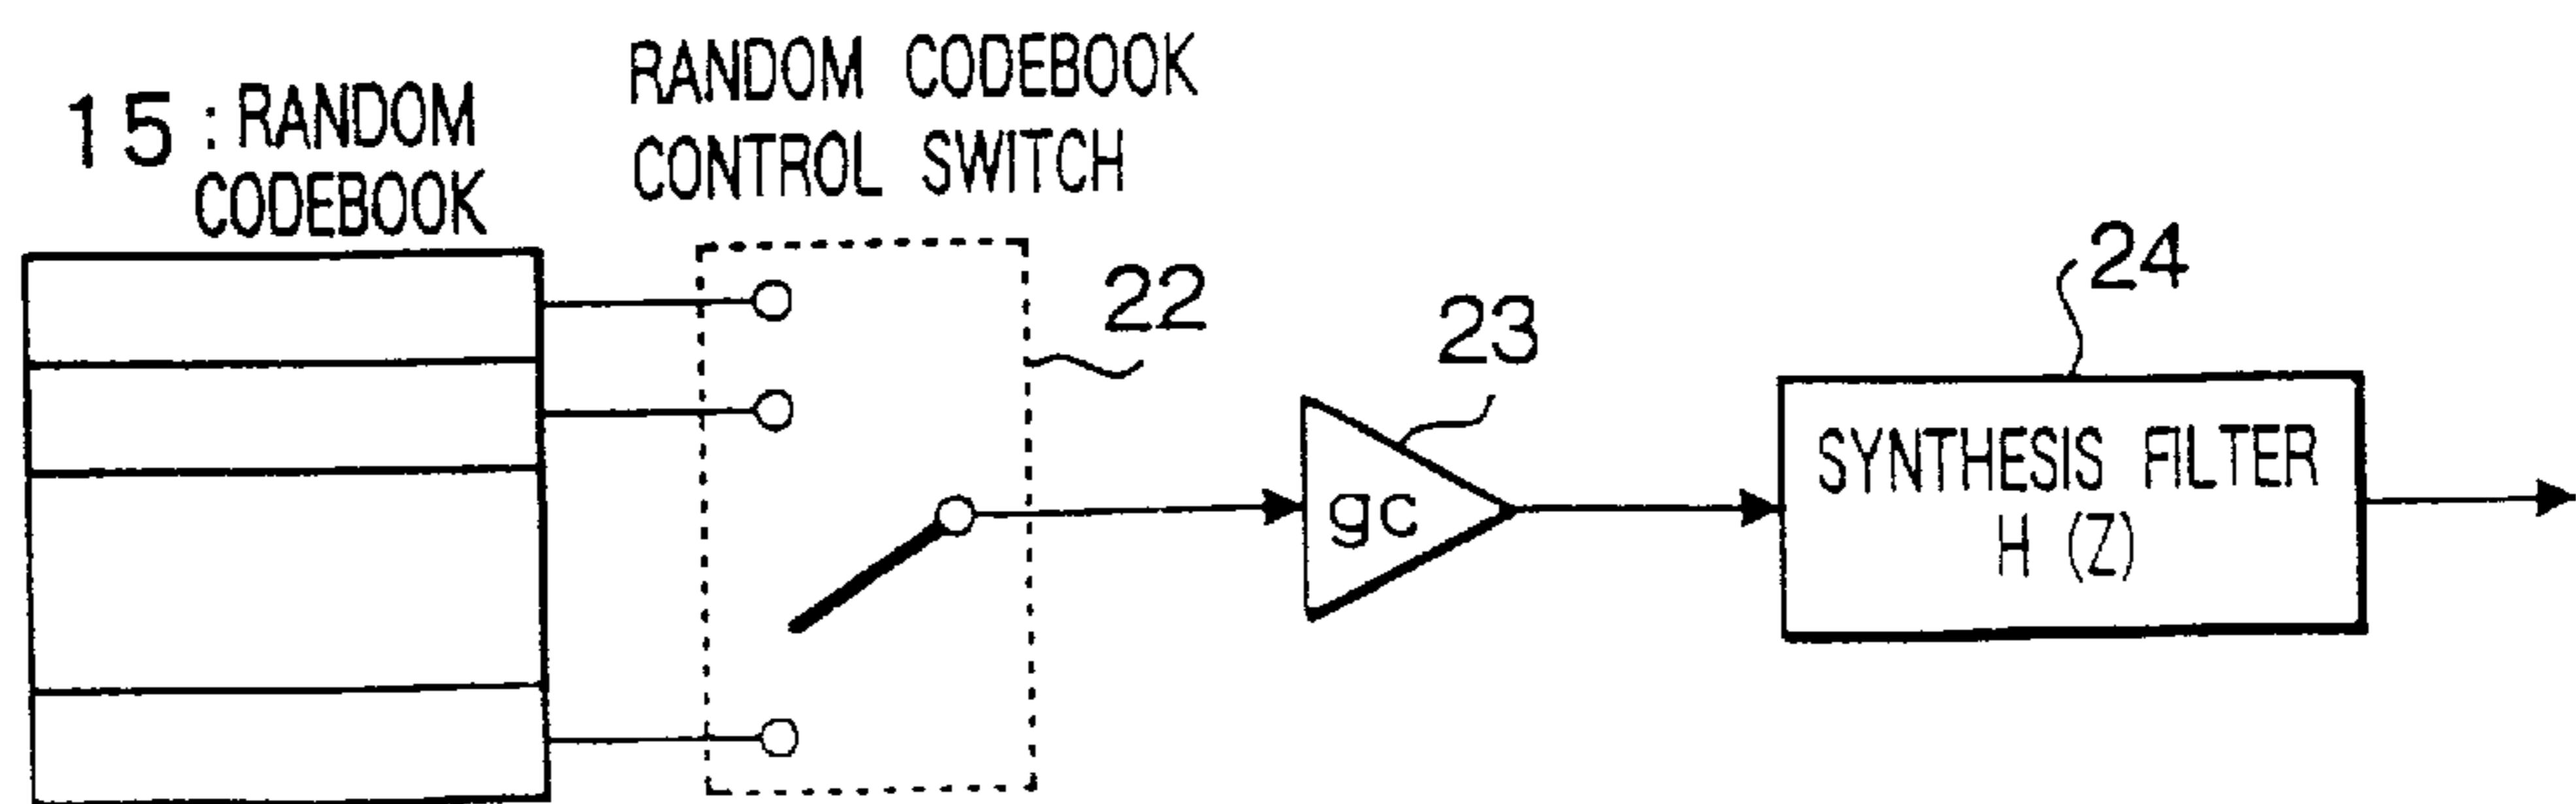 15 : RANDOM
CODEBOOK
RANDOM CODEBOOK
CONTROL SWITCH
22
23
gc
24
SYNTHESIS FILTER
H (Z)